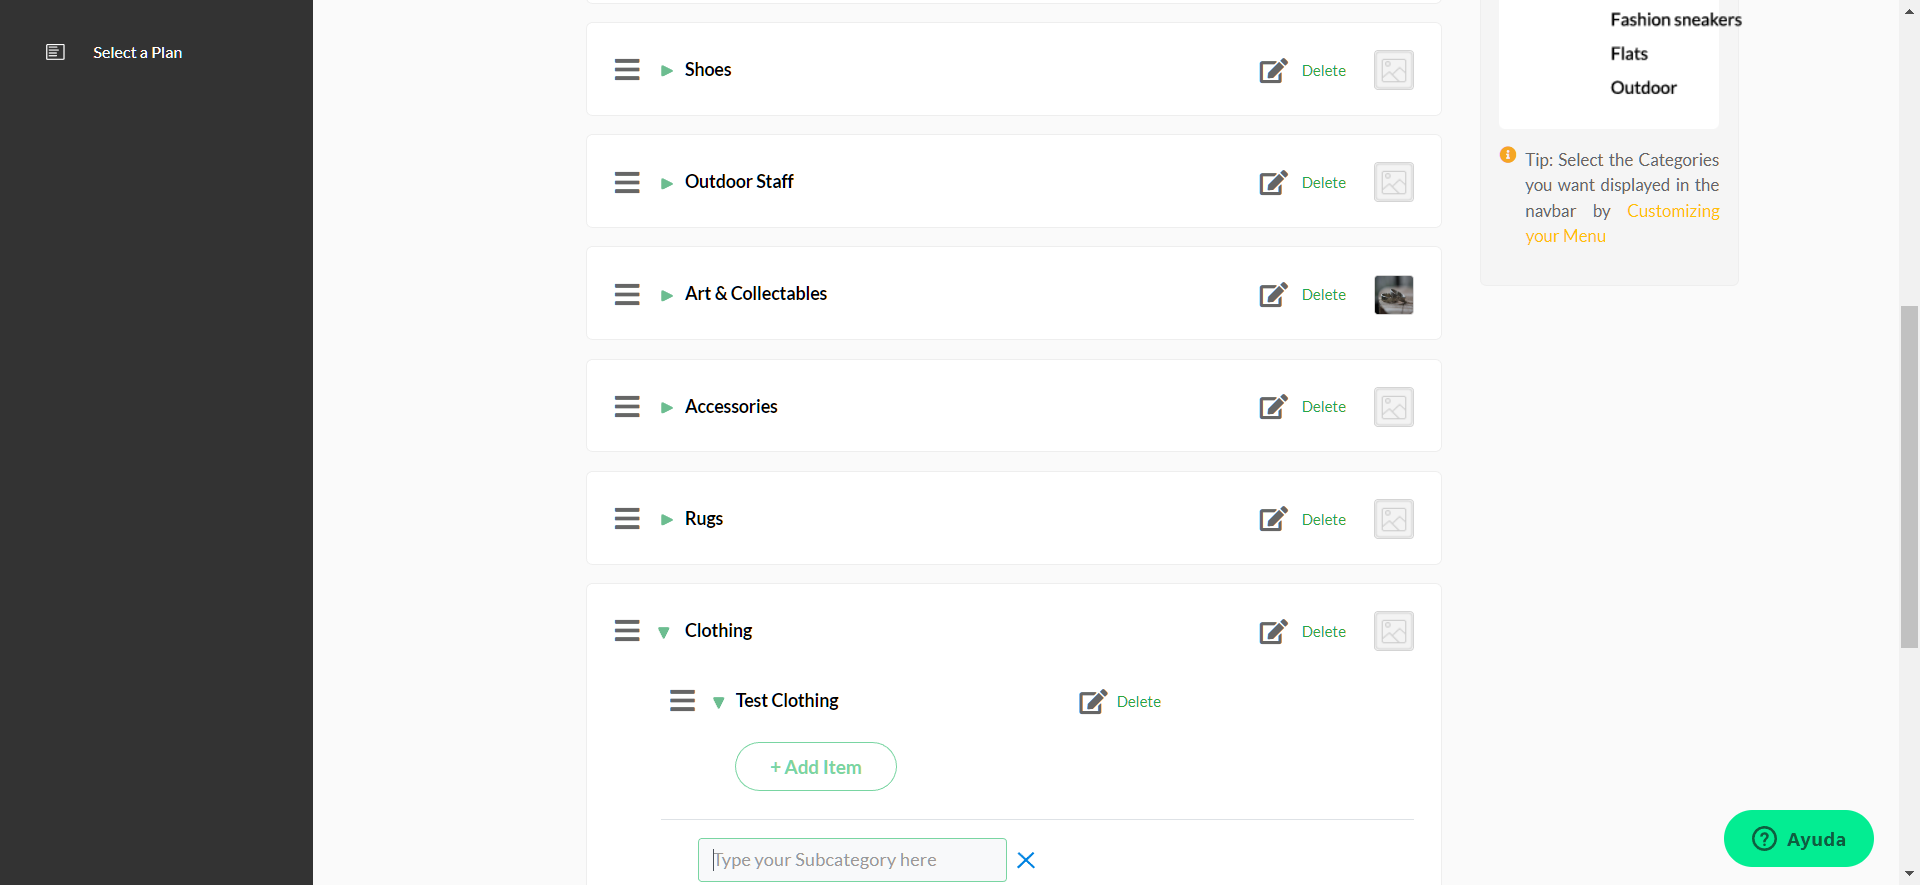 Select a Plan
Shoes
Delete
Outdoor Staff
Delete
Art & Collectables
Delete
Accessories
Delete
Rugs
Delete
Clothing
Delete
Test Clothing
Delete
+ Add Item
Type your Subcategory here
Fashion sneakers
Flats
Outdoor
Tip: Select the Categories
you want displayed in the
navbar by Customizing
your Menu
Ayuda